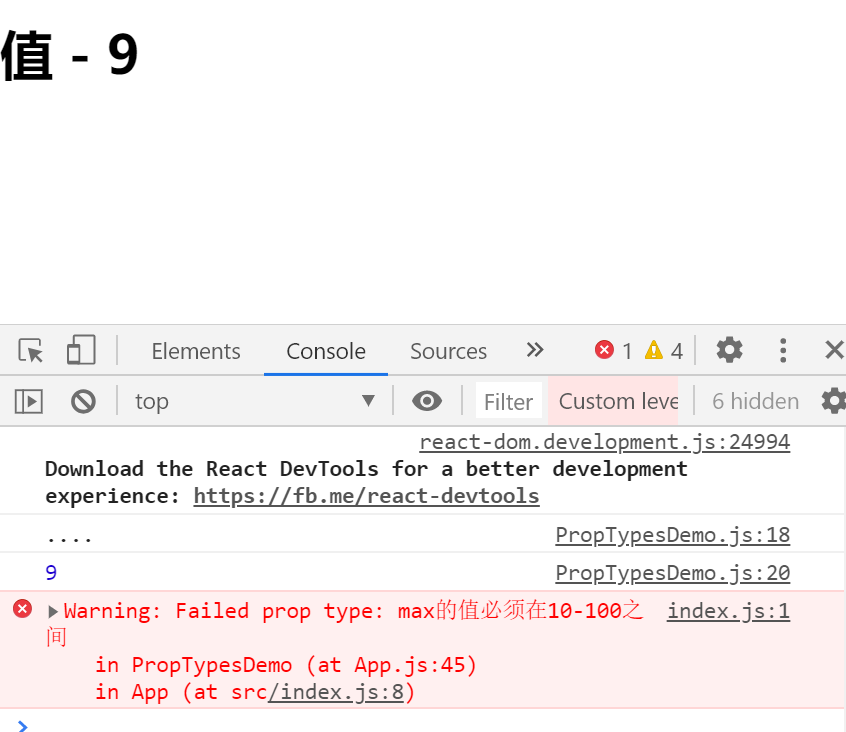 值 - 9
Elements Console Sources 1 4
top Filter Custom leve 6 hidden
react-dom.development.js:24994
Download the React DevTools for a better development
experience: https://fb.me/react-devtools
.... PropTypesDemo.js:18
9 PropTypesDemo.js:20
Warning: Failed prop type: max的值必须在10-100之 index.js:1
间
in PropTypesDemo (at App.js:45)
in App (at src/index.js:8)